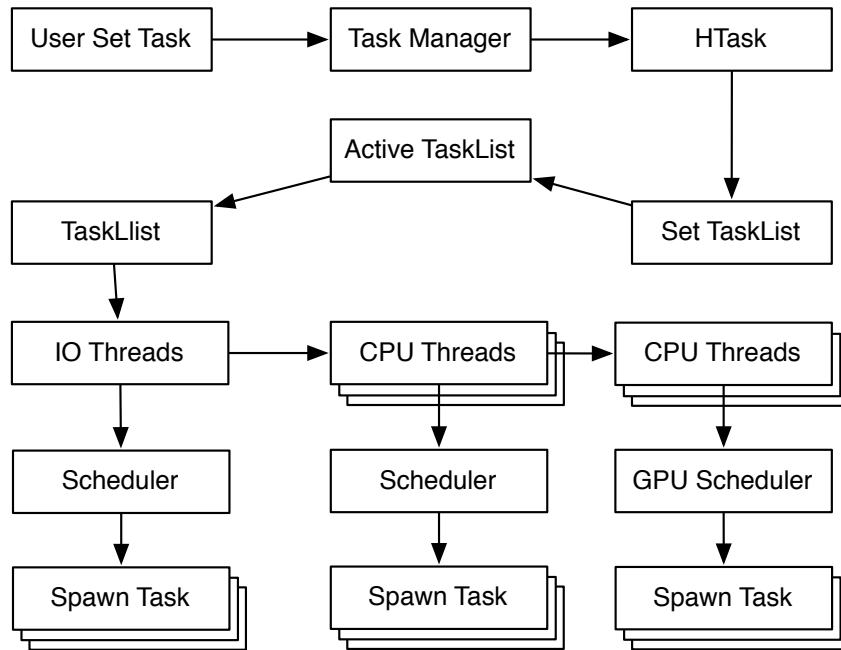 User Set Task
Task Manager
HTask
Active TaskList
TaskLlist
Set TaskList
IO Threads
CPU Threads
CPU Threads
Scheduler
Scheduler
GPU Scheduler
Spawn Task
Spawn Task
Spawn Task